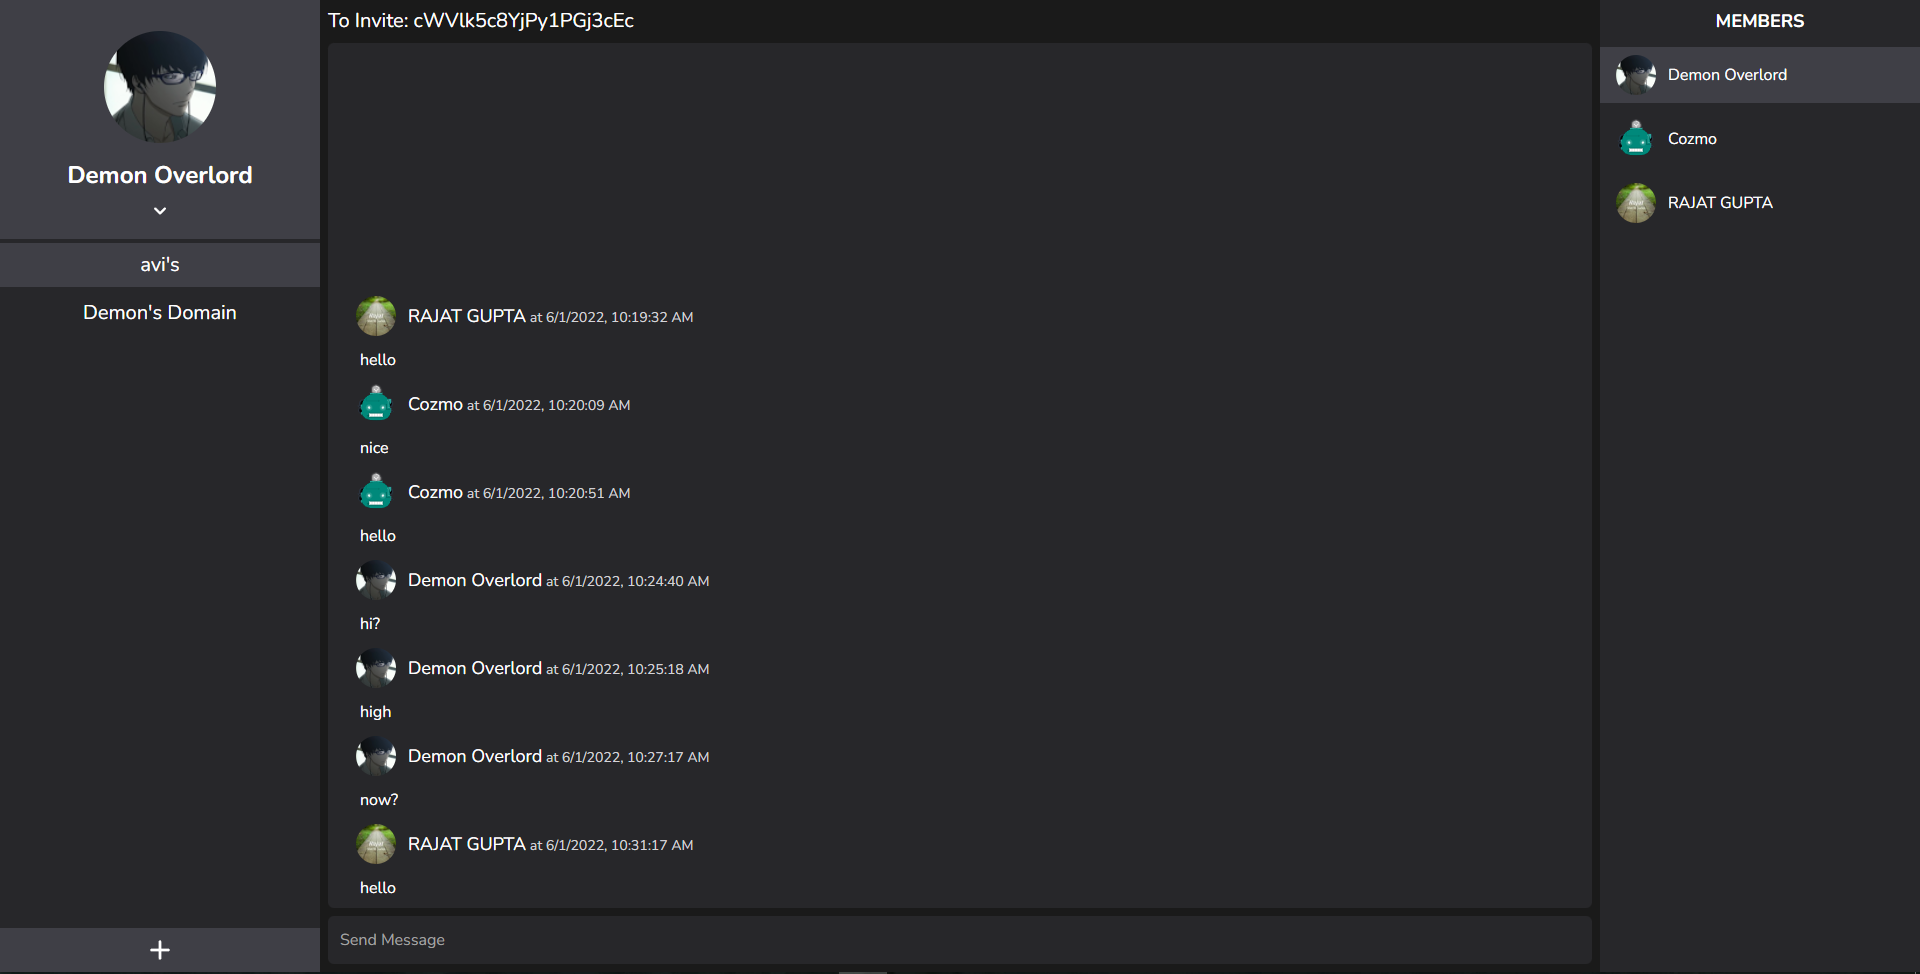 Demon Overlord
avi's
Demon's Domain
To Invite: cWVlk5c8YjPy1PGj3cEc
RAJAT GUPTA at 6/1/2022, 10:19:32 AM
hello
Cozmo at 6/1/2022, 10:20:09 AM
nice
Cozmo at 6/1/2022, 10:20:51 AM
hello
Demon Overlord at 6/1/2022, 10:24:40 AM
hi?
Demon Overlord at 6/1/2022, 10:25:18 AM
high
Demon Overlord at 6/1/2022, 10:27:17 AM
now?
RAJAT GUPTA at 6/1/2022, 10:31:17 AM
hello
Send Message
MEMBERS
Demon Overlord
Cozmo
RAJAT GUPTA